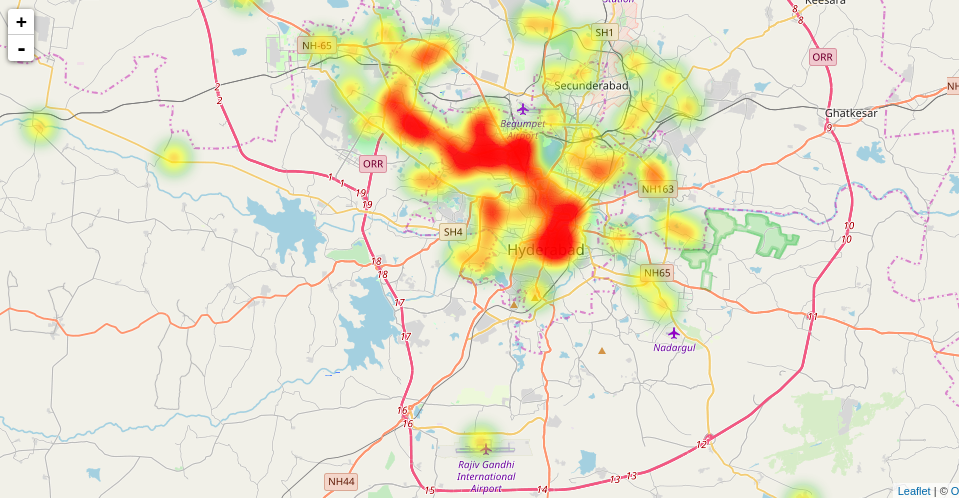 +
-
Station
Keesara
8
8
NH-65
SH1
ORR
2
2
Secunderabad
NH
Begumpet
Airport
Ghatkesar
9
ORR
1
1
19
19
NH163
10
10
SH4
Hyderabad
18
18
NH65
17
17
11
Nadargul
16
16
12
Rajiv Gandhi
International
Airport
NH44
15
14
13
13
Leaflet | © O